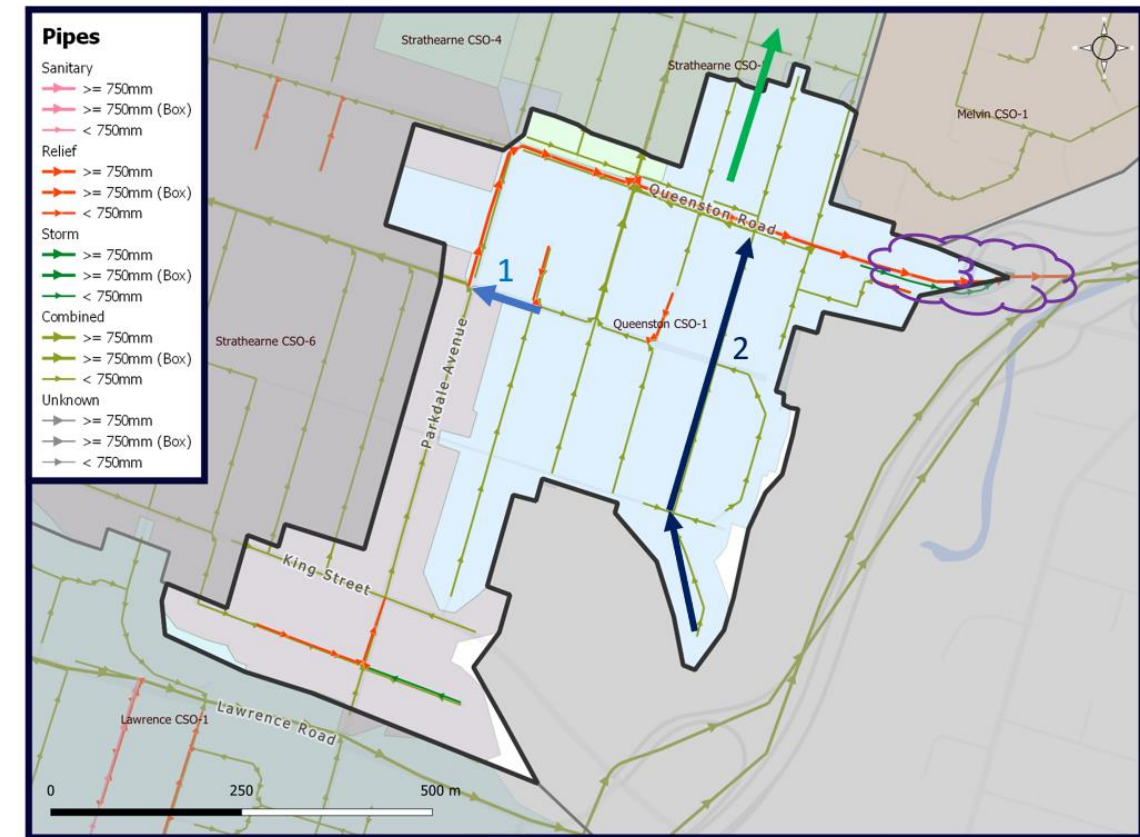 Pipes
Sanitary
>= 750mm
>= 750mm (Box)
< 750mm
Relief
>= 750mm
>= 750mm (Box)
< 750mm
Storm
>= 750mm
>= 750mm (Box)
< 750mm
Combined
>= 750mm
>= 750mm (Box)
< 750mm
Unknown
>= 750mm
>= 750mm (Box)
< 750mm
Strathearne CSO-4
Strathearne CSO-
Melvin CSO-1
Queenston Road
1
Queenston CSO-1
Strathearne CSO-6
2
Parkdale Avenue
King Street
Lawrence CSO-1
Lawrence Road
0 250 500 m